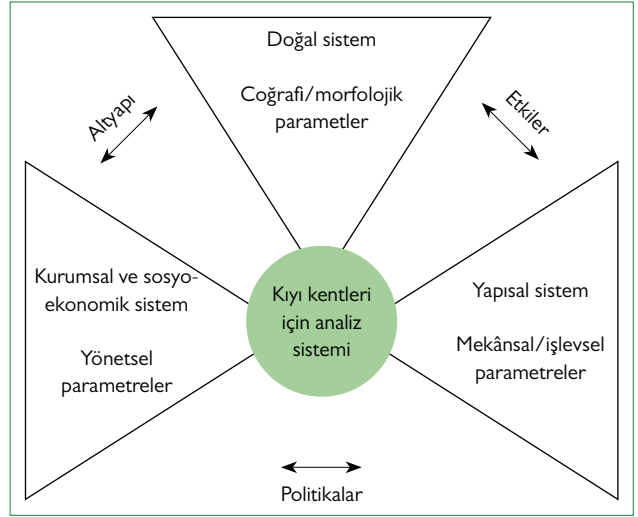 Doğal sistem
Coğrafi/morfolojik
parametler
Altyapı
Etkiler
Kurumsal ve sosyo-
ekonomik sistem
Yönetsel
parametreler
Kıyı kentleri
için analiz
sistemi
Yapısal sistem
Mekânsal/işlevsel
parametreler
Politikalar